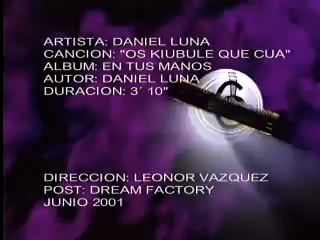 ARTISTA: DANIEL LUNA
CANCION: "OS KIUBULE QUE CUA"
ALBUM: EN TUS MANOS
AUTOR: DANIEL LUNA
DURACION: 3´ 10"
DIRECCION: LEONOR VAZQUEZ
POST: DREAM FACTORY
JUNIO 2001